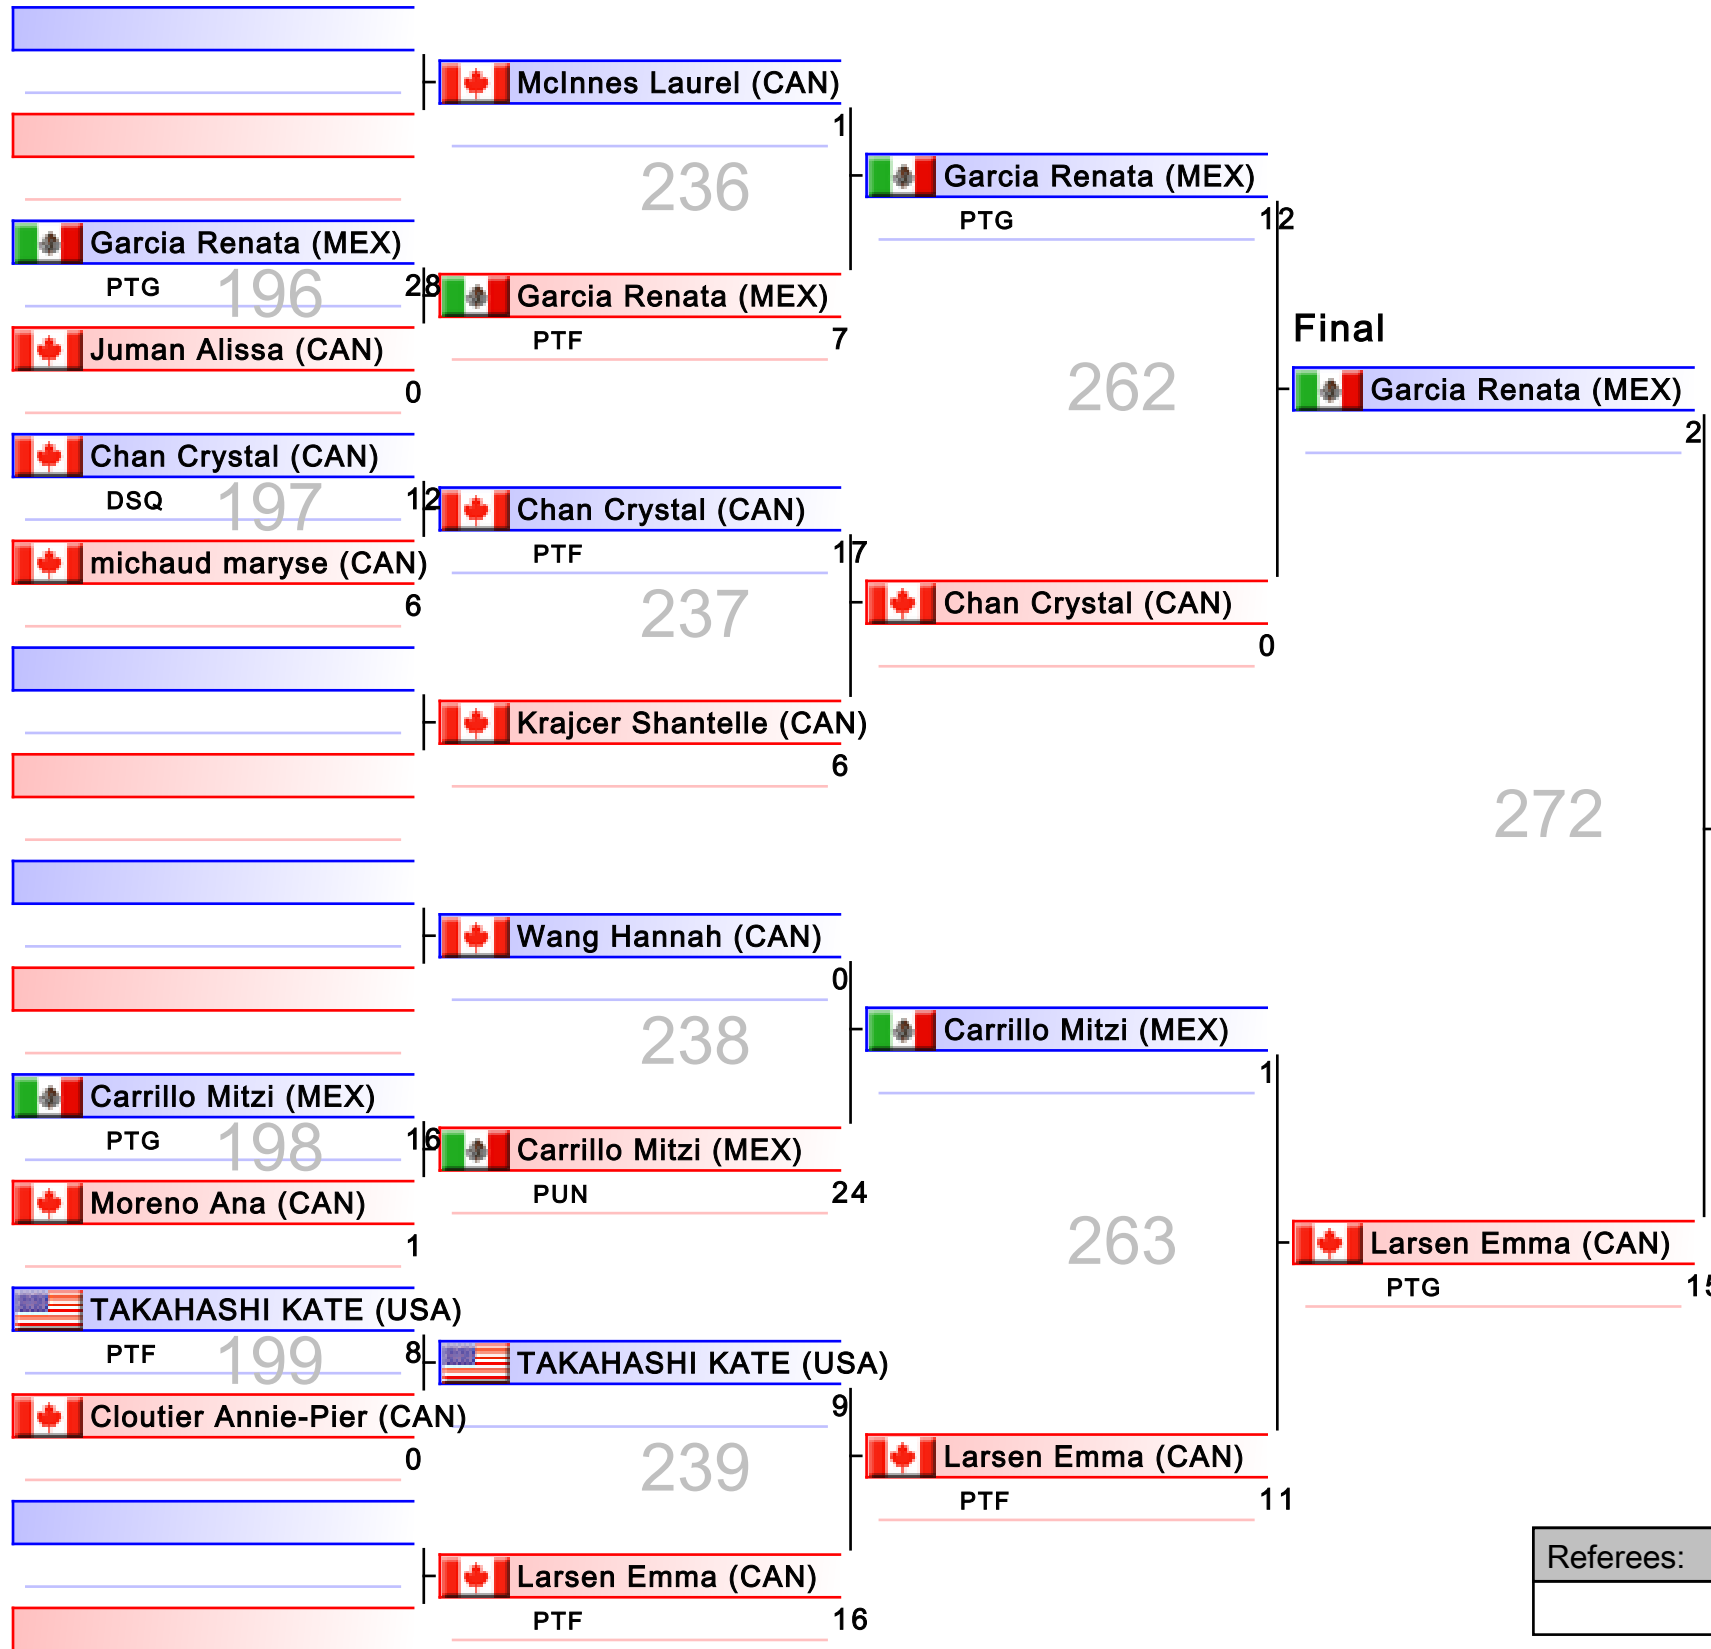 McInnes Laurel (CAN)
1
236
Garcia Renata (MEX)
PTG
12
Garcia Renata (MEX)
PTG
196
28
Garcia Renata (MEX)
PTF
7
Juman Alissa (CAN)
0
Final
262
Garcia Renata (MEX)
2
Chan Crystal (CAN)
DSQ
197
12
Chan Crystal (CAN)
PTF
17
michaud maryse (CAN)
6
237
Chan Crystal (CAN)
0
Krajcer Shantelle (CAN)
6
272
Wang Hannah (CAN)
0
238
Carrillo Mitzi (MEX)
1
Carrillo Mitzi (MEX)
PTG
198
16
Carrillo Mitzi (MEX)
PUN
24
Moreno Ana (CAN)
1
263
Larsen Emma (CAN)
PTG
15
TAKAHASHI KATE (USA)
PTF
199
8
TAKAHASHI KATE (USA)
9
Cloutier Annie-Pier (CAN)
0
239
Larsen Emma (CAN)
PTF
11
Larsen Emma (CAN)
PTF
16
Referees: